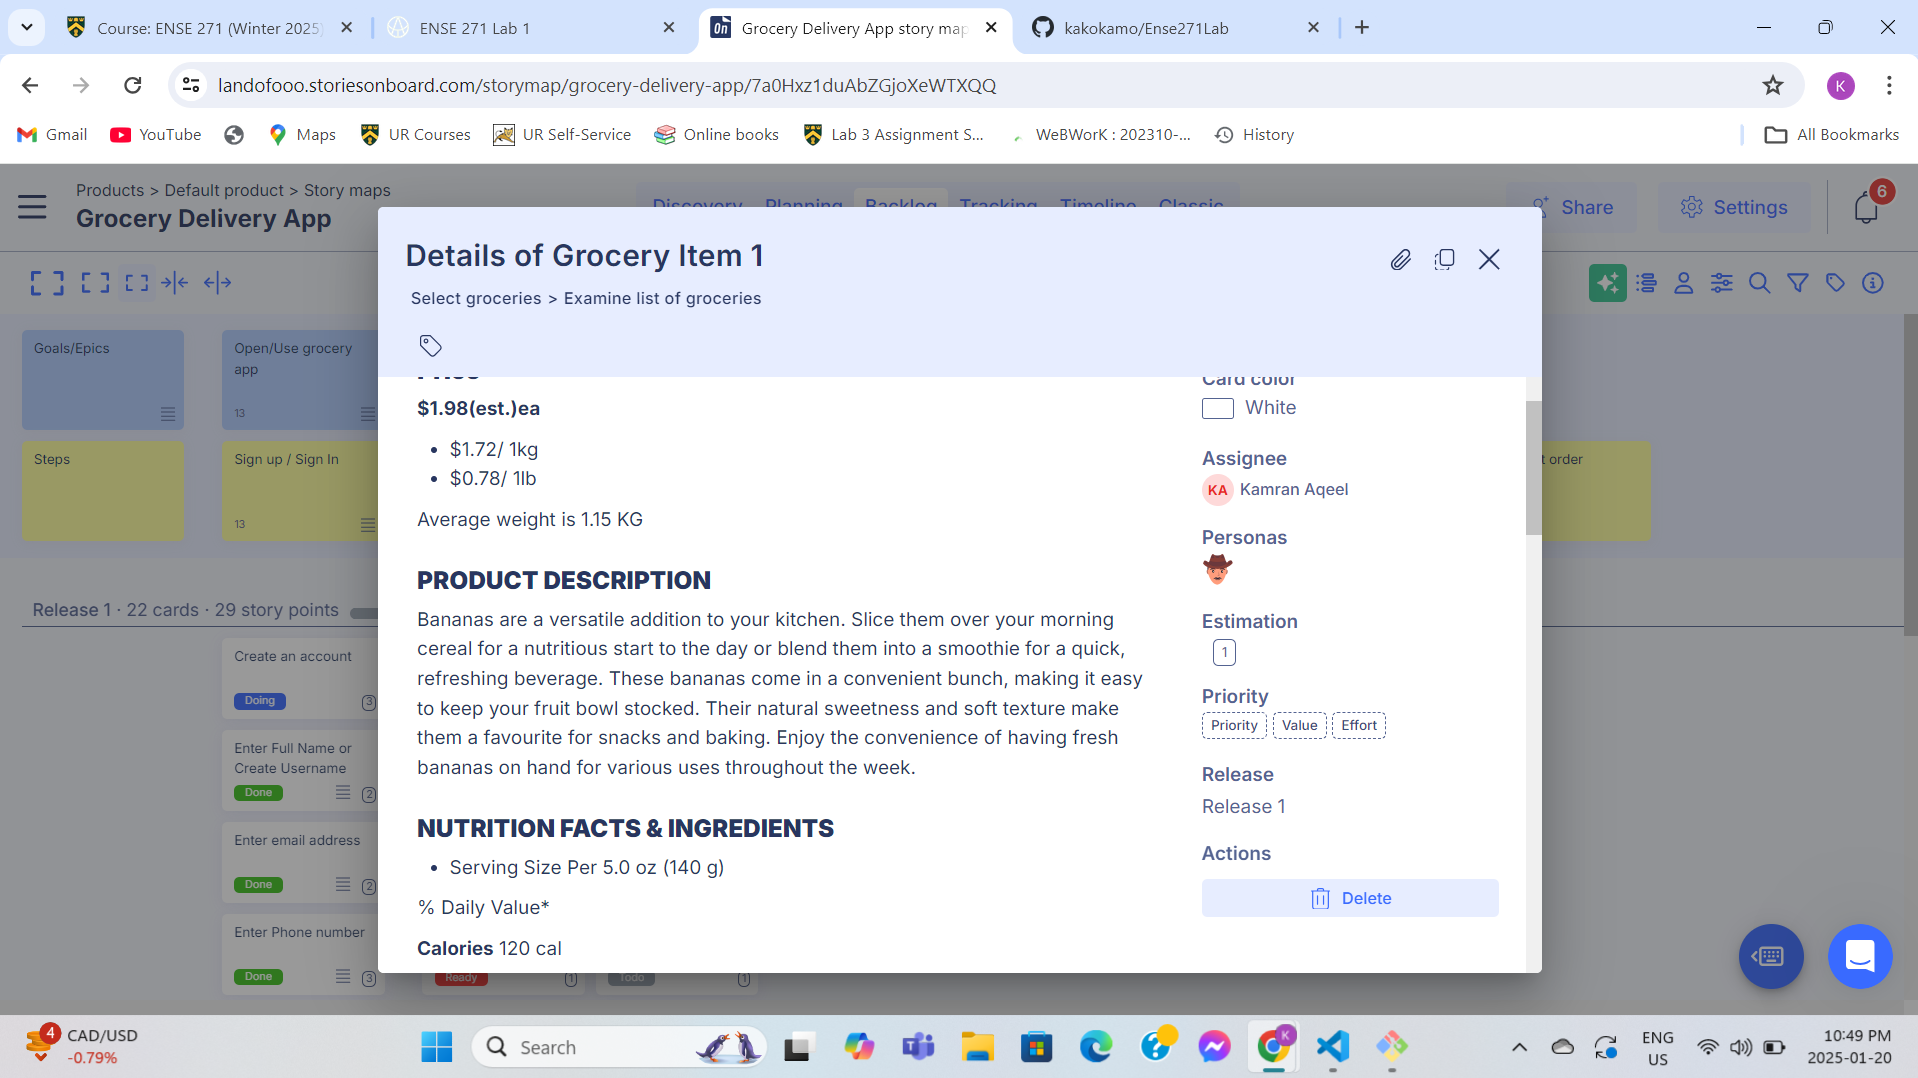 Course: ENSE 271 (Winter 2025)
ENSE 271 Lab 1
On
Grocery Delivery App story map
kakokamo/Ense271Lab
landofooo.storiesonboard.com/storymap/grocery-delivery-app/7a0Hxz1duAbZGjoXeWTXQQ
K
Gmail
YouTube
Maps
UR Courses
UR Self-Service
Online books
Lab 3 Assignment S...
WeBWorK : 202310-...
History
All Bookmarks
Products > Default product > Story maps
Grocery Delivery App
Discovery Planning Backlog Tracking Timeline Classic
Share
Settings
6
Details of Grocery Item 1
Select groceries > Examine list of groceries
Goals/Epics
Open/Use grocery
app
13
Steps
Sign up / Sign In
13
t order
Release 1 · 22 cards · 29 story points
Create an account
Doing
3
Enter Full Name or
Create Username
Done
2
Enter email address
Done
2
Enter Phone number
Done
3
Price
$1.98(est.)ea
• $1.72/ 1kg
• $0.78/ 1lb
Average weight is 1.15 KG
PRODUCT DESCRIPTION
Bananas are a versatile addition to your kitchen. Slice them over your morning
cereal for a nutritious start to the day or blend them into a smoothie for a quick,
refreshing beverage. These bananas come in a convenient bunch, making it easy
to keep your fruit bowl stocked. Their natural sweetness and soft texture make
them a favourite for snacks and baking. Enjoy the convenience of having fresh
bananas on hand for various uses throughout the week.
NUTRITION FACTS & INGREDIENTS
• Serving Size Per 5.0 oz (140 g)
% Daily Value*
Calories 120 cal
Card color
White
Assignee
KA Kamran Aqeel
Personas
Estimation
1
Priority
Priority Value Effort
Release
Release 1
Actions
Delete
Ready
1
Todo
1
4
CAD/USD
-0.79%
Search
K
ENG
US
10:49 PM
2025-01-20